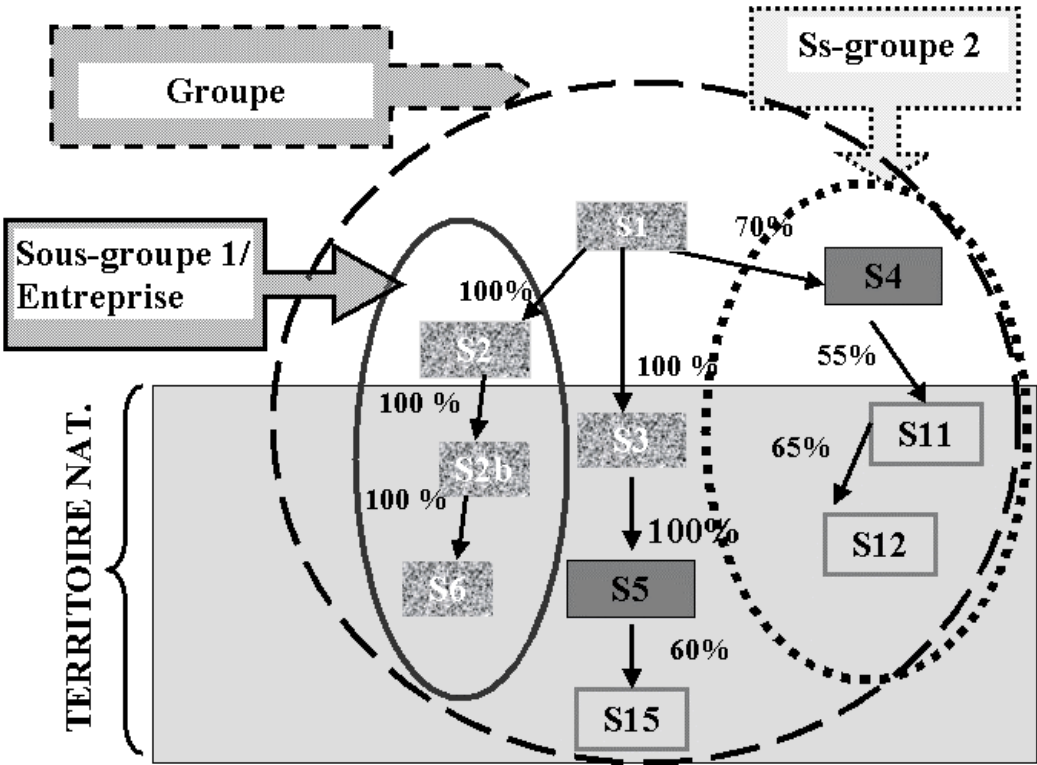 Ss-groupe 2
Groupe
S1
70%
Sous-groupe 1/
Entreprise
S4
100%
S2
55%
100 %
100 %
TERRITOIRE NAT.
S11
S3
65%
S2b
100 %
100%
S12
S6
S5
60%
S15